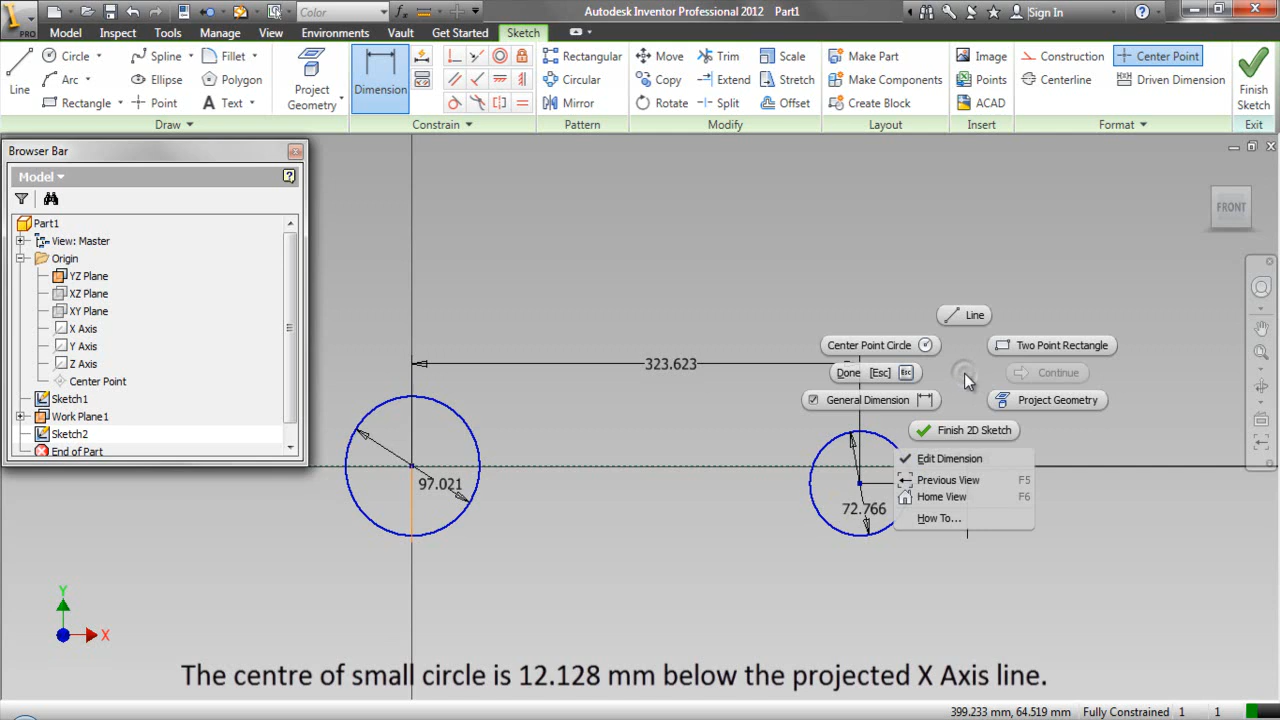 PRO
Color
Autodesk Inventor Professional 2012 Part1
Sign In
Model Inspect Tools Manage View Environments Vault Get Started Sketch
Line
Circle
Arc
Rectangle
Spline
Ellipse
Point
Fillet
Polygon
Text
Draw
Project
Geometry
Dimension
Constrain
Rectangular
Circular
Mirror
Pattern
Move
Copy
Rotate
Trim
Extend
Split
Scale
Stretch
Offset
Modify
Make Part
Make Components
Create Block
Layout
Image
Points
ACAD
Insert
Construction
Centerline
Center Point
Driven Dimension
Format
Finish
Sketch
Exit
Browser Bar
Model
Part1
View: Master
Origin
YZ Plane
XZ Plane
XY Plane
X Axis
Y Axis
Z Axis
Center Point
Sketch1
Work Plane1
Sketch2
End of Part
FRONT
Line
Center Point Circle
Two Point Rectangle
Done [Esc] Esc
Continue
General Dimension
Project Geometry
Finish 2D Sketch
Edit Dimension
Previous View F5
Home View F6
How To...
323.623
97.021
72.766
Y
X
The centre of small circle is 12.128 mm below the projected X Axis line.
399.233 mm, 64.519 mm Fully Constrained 1 1